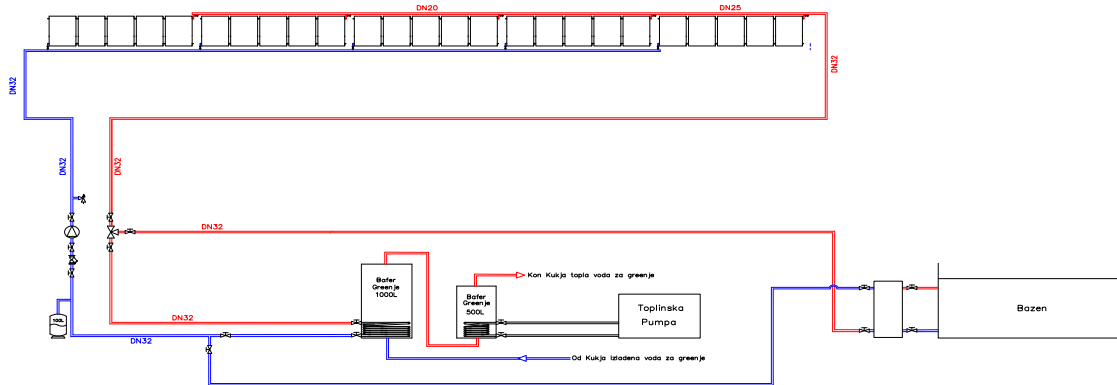 DN20
DN25
DN32
DN32
DN32
DN32
DN32
Bafer
Greenje
1000L
Kon Kukja topla voda za greenje
Bafer
Greenje
500L
Toplinska
Pumpa
Bazen
100L
DN32
DN32
Od Kukja Izladena voda za greenje